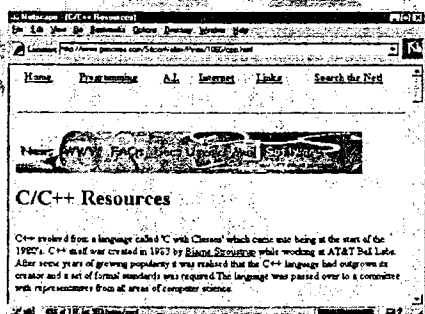 Netscape - [C/C++ Resources]
File Edit View Go Bookmarks Options Directory Window Help
Location:
Home Programming A.I. Internet Links Search the Net!
C/C++ Resources
C++ evolved from a language called 'C with Classes' which came into being at the start of the
1980's. C++ itself was created in 1983 by Bjarne Stroustrup while working at AT&T Bell Labs.
After some years of growing popularity it was realised that the C++ language had outgrown its
creator and a set of formal standards was required. The language was passed over to a committee
with representatives from all areas of computer science.